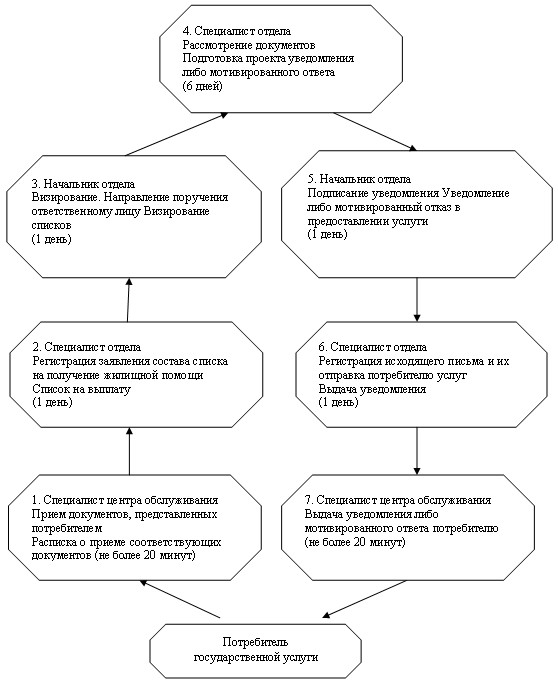 4. Специалист отдела
Рассмотрение документов
Подготовка проекта уведомления
либо мотивированного ответа
(6 дней)
3. Начальник отдела
Визирование. Направление поручения
ответственному лицу Визирование
списков
(1 день)
5. Начальник отдела
Подписание уведомления Уведомление
либо мотивированный отказ в
предоставлении услуги
(1 день)
2. Специалист отдела
Регистрация заявления состава списка
на получение жилищной помощи
Список на выплату
(1 день)
6. Специалист отдела
Регистрация исходящего письма и их
отправка потребителю услуг
Выдача уведомления
(1 день)
1. Специалист центра обслуживания
Прием документов, представленных
потребителем
Расписка о приеме соответствующих
документов (не более 20 минут)
7. Специалист центра обслуживания
Выдача уведомления либо
мотивированного ответа потребителю
(не более 20 минут)
Потребитель
государственной услуги